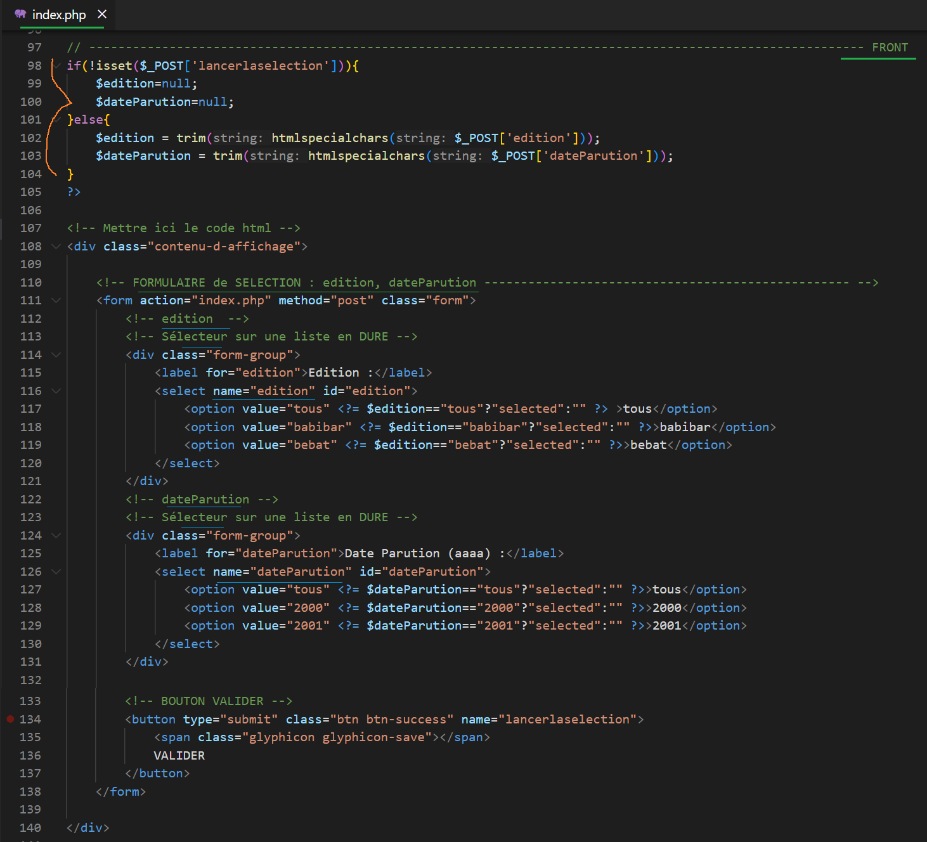 index.php ×
96
97 // ---------------------------------------------------------------------------------------------------------- FRONT
98 if(!isset($_POST['lancerlaselection'])){
99 $edition=null;
100 $dateParution=null;
101 }else{
102 $edition = trim(string: htmlspecialchars(string: $_POST['edition']));
103 $dateParution = trim(string: htmlspecialchars(string: $_POST['dateParution']));
104 }
105 ?>
106
107 <!-- Mettre ici le code html -->
108 <div class="contenu-d-affichage">
109
110 <!-- FORMULAIRE de SELECTION : edition, dateParution -------------------------------------------------- -->
111 <form action="index.php" method="post" class="form">
112 <!-- edition  -->
113 <!-- Sélecteur sur une liste en DURE -->
114 <div class="form-group">
115 <label for="edition">Edition :</label>
116 <select name="edition" id="edition">
117 <option value="tous" <?= $edition=="tous"?"selected":"" ?> >tous</option>
118 <option value="babibar" <?= $edition=="babibar"?"selected":"" ?>>babibar</option>
119 <option value="bebat" <?= $edition=="bebat"?"selected":"" ?>>bebat</option>
120 </select>
121 </div>
122 <!-- dateParution -->
123 <!-- Sélecteur sur une liste en DURE -->
124 <div class="form-group">
125 <label for="dateParution">Date Parution (aaaa) :</label>
126 <select name="dateParution" id="dateParution">
127 <option value="tous" <?= $dateParution=="tous"?"selected":"" ?>>tous</option>
128 <option value="2000" <?= $dateParution=="2000"?"selected":"" ?>>2000</option>
129 <option value="2001" <?= $dateParution=="2001"?"selected":"" ?>>2001</option>
130 </select>
131 </div>
132
133 <!-- BOUTON VALIDER -->
134 <button type="submit" class="btn btn-success" name="lancerlaselection">
135 <span class="glyphicon glyphicon-save"></span>
136 VALIDER
137 </button>
138 </form>
139
140 </div>